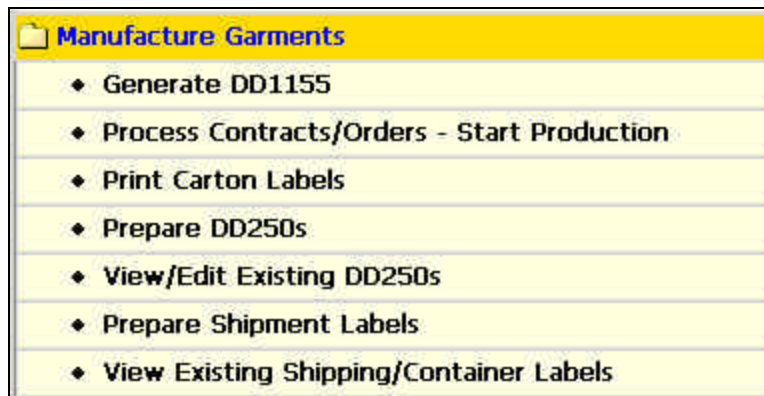 Manufacture Garments
Generate DD1155
Process Contracts/Orders - Start Production
Print Carton Labels
Prepare DD250s
View/Edit Existing DD250s
Prepare Shipment Labels
View Existing Shipping/Container Labels